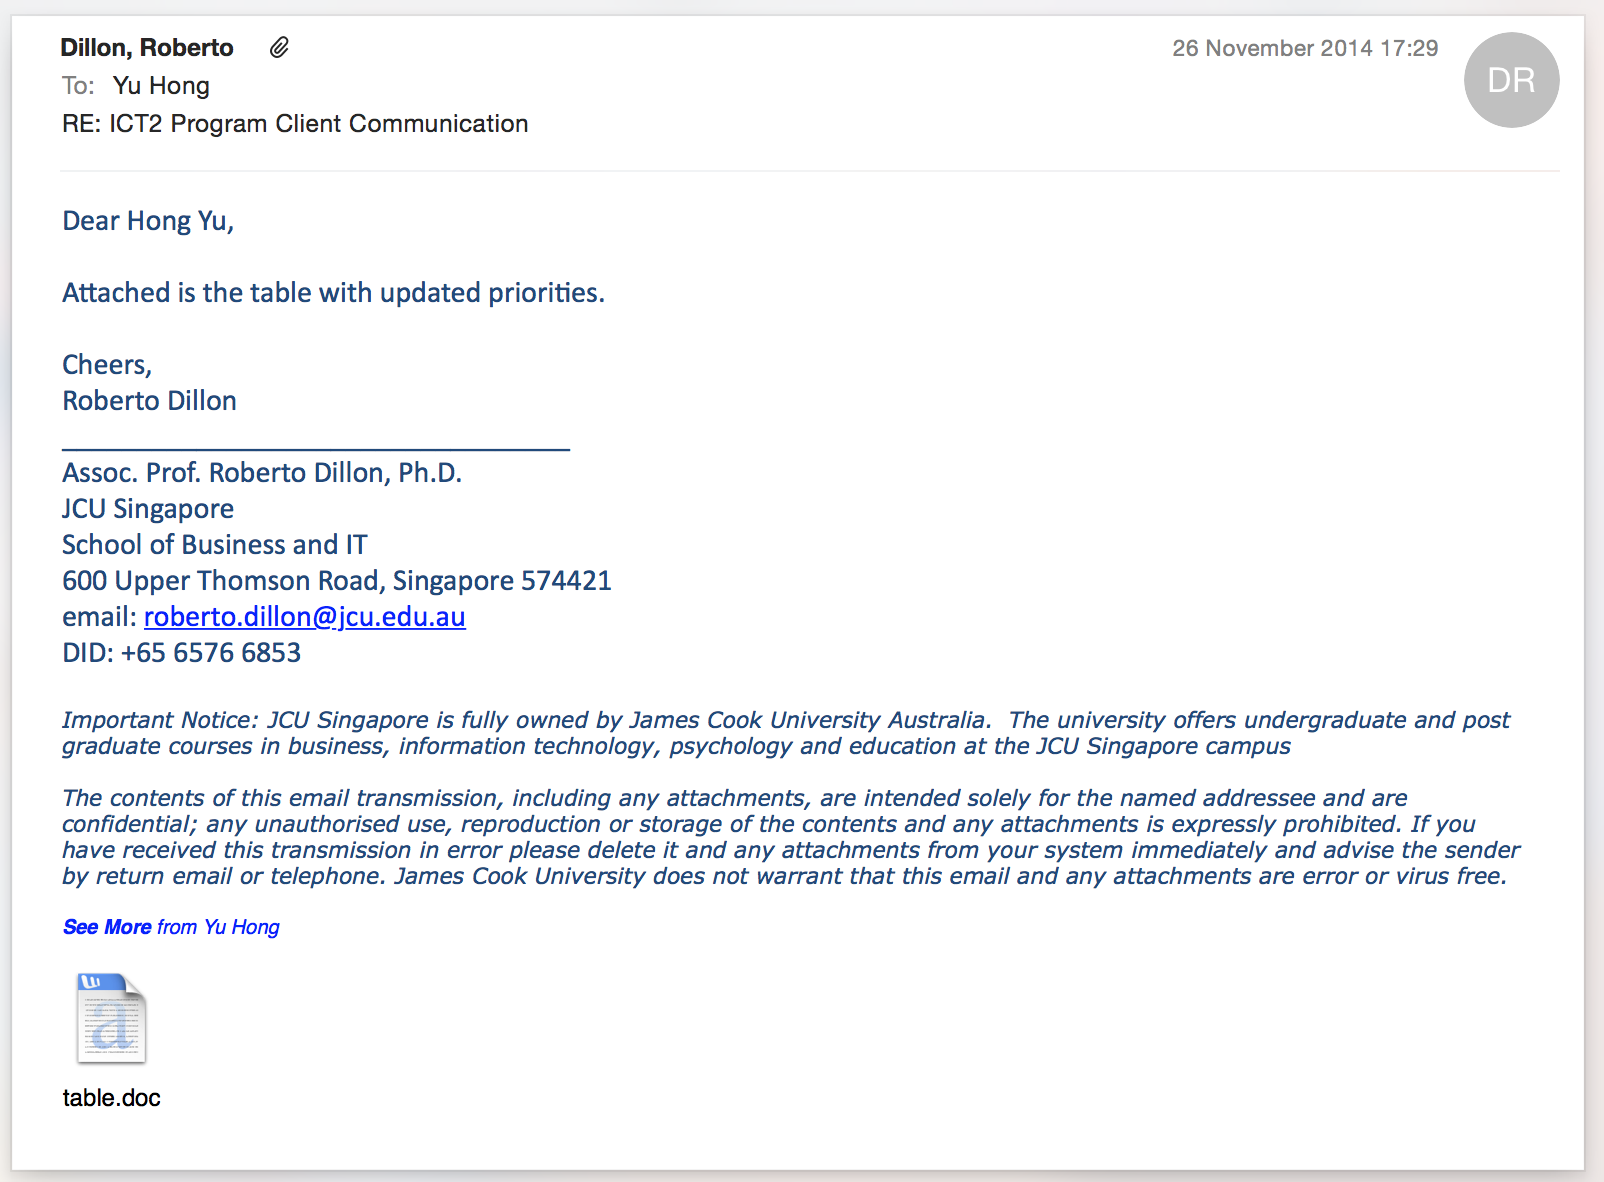 Dillon, Roberto
26 November 2014 17:29
DR
To: Yu Hong
RE: ICT2 Program Client Communication
Dear Hong Yu,
Attached is the table with updated priorities.
Cheers,
Roberto Dillon
Assoc. Prof. Roberto Dillon, Ph.D.
JCU Singapore
School of Business and IT
600 Upper Thomson Road, Singapore 574421
email: roberto.dillon@jcu.edu.au
DID: +65 6576 6853
Important Notice: JCU Singapore is fully owned by James Cook University Australia.  The university offers undergraduate and post
graduate courses in business, information technology, psychology and education at the JCU Singapore campus
The contents of this email transmission, including any attachments, are intended solely for the named addressee and are
confidential; any unauthorised use, reproduction or storage of the contents and any attachments is expressly prohibited. If you
have received this transmission in error please delete it and any attachments from your system immediately and advise the sender
by return email or telephone. James Cook University does not warrant that this email and any attachments are error or virus free.
See More from Yu Hong
table.doc